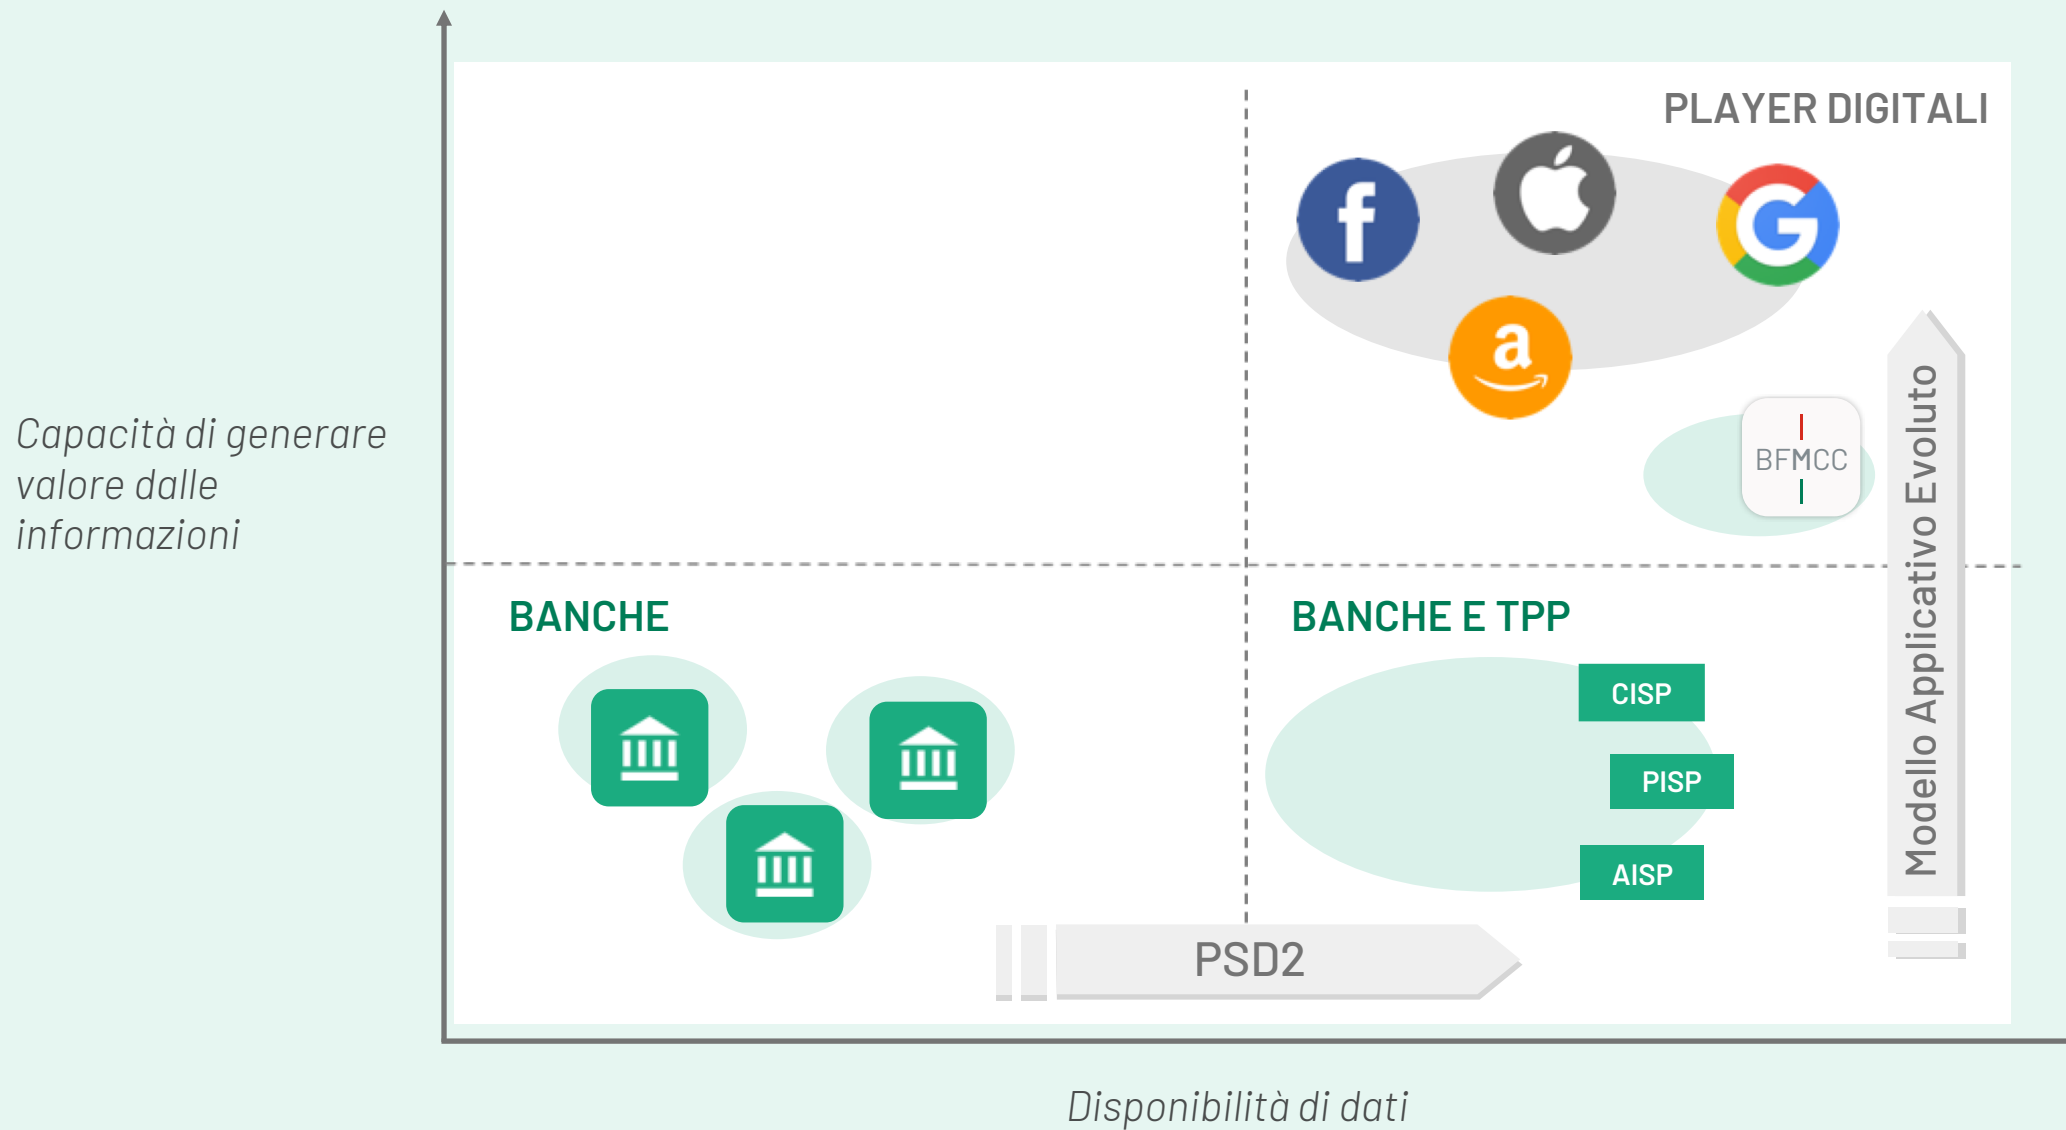 PLAYER DIGITALI
f
G
a
Capacità di generare
valore dalle
informazioni
BFMCC
Modello Applicativo Evoluto
BANCHE
BANCHE E TPP
CISP
PISP
AISP
PSD2
Disponibilità di dati